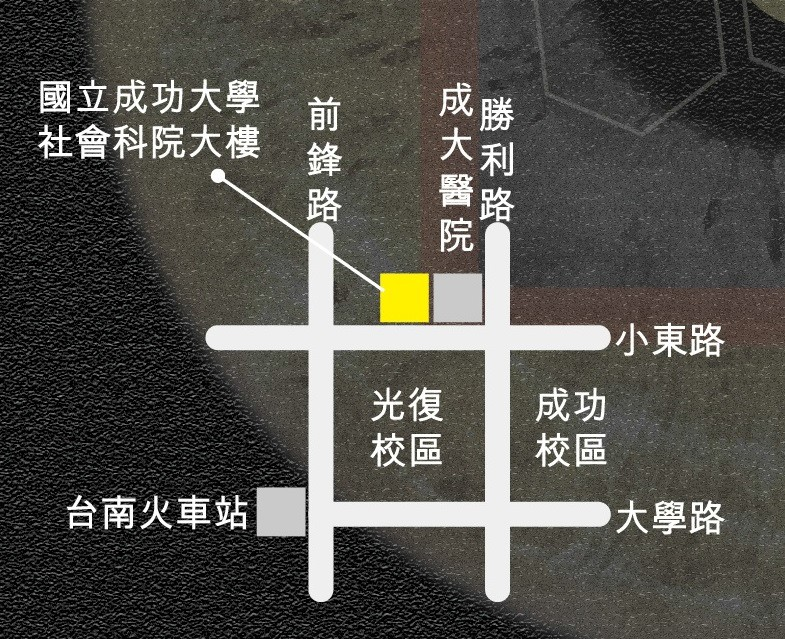 國立成功大學
社會科院大樓
前鋒路
成大醫院
勝利路
小東路
光復
校區
成功
校區
台南火車站
大學路